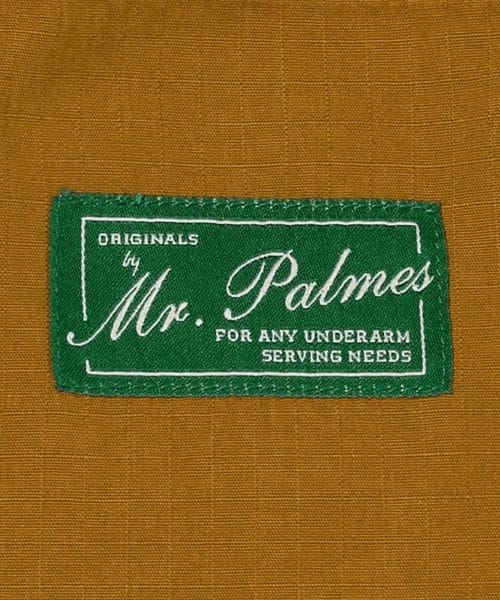 ORIGINALS
by
Mr. Palmes
FOR ANY UNDERARM
SERVING NEEDS